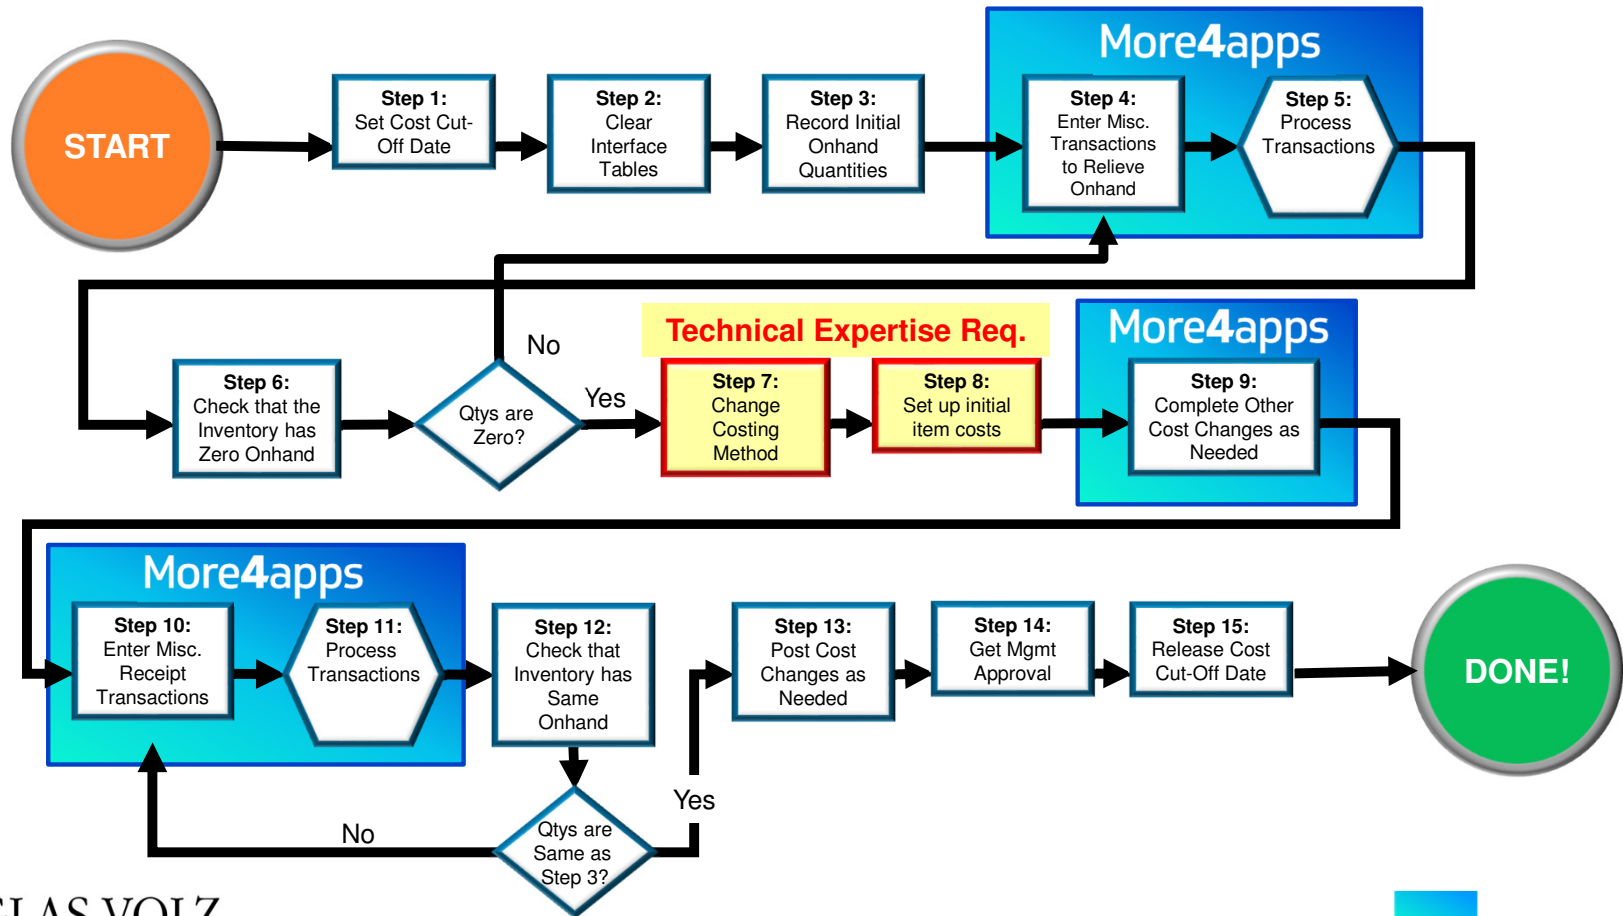 More4apps
START
Step 1:
Set Cost Cut-
Off Date
Step 2:
Clear
Interface
Tables
Step 3:
Record Initial
Onhand
Quantities
Step 4:
Enter Misc.
Transactions
to Relieve
Onhand
Step 5:
Process
Transactions
Technical Expertise Req.
More4apps
Step 6:
Check that the
Inventory has
Zero Onhand
Qtys are
Zero?
No
Yes
Step 7:
Change
Costing
Method
Step 8:
Set up initial
item costs
Step 9:
Complete Other
Cost Changes as
Needed
More4apps
Step 10:
Enter Misc.
Receipt
Transactions
Step 11:
Process
Transactions
Step 12:
Check that
Inventory has
Same
Onhand
Qtys are
Same as
Step 3?
No
Yes
Step 13:
Post Cost
Changes as
Needed
Step 14:
Get Mgmt
Approval
Step 15:
Release Cost
Cut-Off Date
DONE!
VOLZ